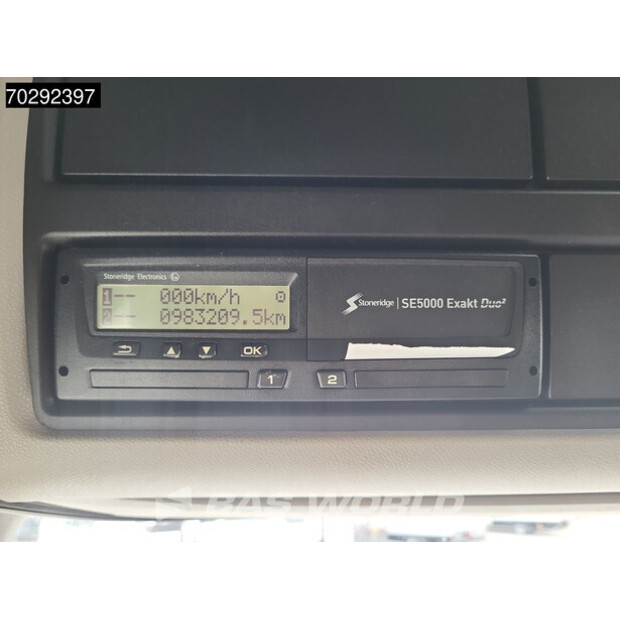 70292397
Stoneridge Electronics
1 -- 000km/h
2 -- 0983209.5km
Stoneridge | SE5000 Exakt Duo²
OK
1 2
BAS WORLD